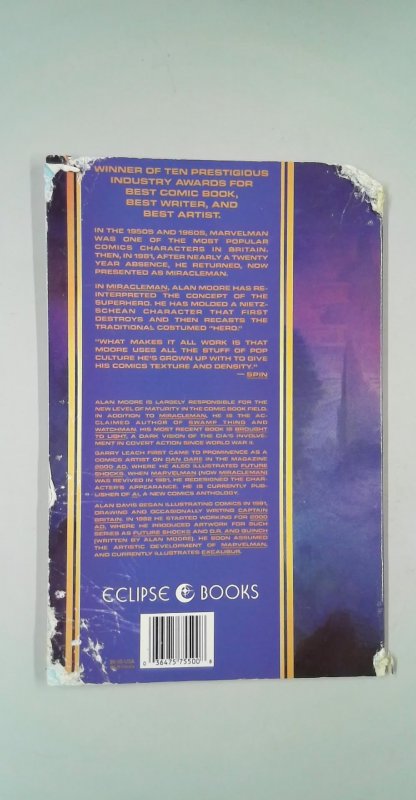 WINNER OF TEN PRESTIGIOUS
INDUSTRY AWARDS FOR
BEST COMIC BOOK,
BEST WRITER, AND
BEST ARTIST.
IN THE 1950S AND 1960S, MARVELMAN
WAS ONE OF THE MOST POPULAR
COMICS CHARACTERS IN BRITAIN.
THEN, IN 1981, AFTER NEARLY A TWENTY
YEAR ABSENCE, HE RETURNED, NOW
PRESENTED AS MIRACLEMAN.
IN MIRACLEMAN, ALAN MOORE HAS RE-
INTERPRETED THE CONCEPT OF THE
SUPERHERO. HE HAS MOLDED A NIETZ-
SCHEAN CHARACTER THAT FIRST
DESTROYS AND THEN RECASTS THE
TRADITIONAL COSTUMED "HERO."
"WHAT MAKES IT ALL WORK IS THAT
MOORE USES ALL THE STUFF OF POP
CULTURE HE'S GROWN UP WITH TO GIVE
HIS COMICS TEXTURE AND DENSITY."
— SPIN
ALAN MOORE IS LARGELY RESPONSIBLE FOR THE
NEW LEVEL OF MATURITY IN THE COMIC BOOK FIELD.
IN ADDITION TO MIRACLEMAN, HE IS THE AC-
CLAIMED AUTHOR OF SWAMP THING AND
WATCHMAN. HIS MOST RECENT BOOK IS BROUGHT
TO LIGHT, A DARK VISION OF THE CIA'S INVOLVE-
MENT IN COVERT ACTION SINCE WORLD WAR II.
GARRY LEACH FIRST CAME TO PROMINENCE AS A
COMICS ARTIST ON DAN DARE IN THE MAGAZINE
2000 AD, WHERE HE ALSO ILLUSTRATED FUTURE
SHOCKS. WHEN MARVELMAN (NOW MIRACLEMAN)
WAS REVIVED IN 1981, HE REDESIGNED THE CHAR-
ACTER'S APPEARANCE. HE IS CURRENTLY PUB-
LISHER OF A1, A NEW COMICS ANTHOLOGY.
ALAN DAVIS BEGAN ILLUSTRATING COMICS IN 1981,
DRAWING AND OCCASIONALLY WRITING CAPTAIN
BRITAIN. IN 1982 HE STARTED WORKING FOR 2000
AD, WHERE HE PRODUCED ARTWORK FOR SUCH
SERIES AS FUTURE SHOCKS AND D.R. AND QUINCH
(WRITTEN BY ALAN MOORE). HE SOON ASSUMED
THE ARTISTIC DEVELOPMENT OF MARVELMAN,
AND CURRENTLY ILLUSTRATES EXCALIBUR.
ECLIPSE BOOKS
0 36475 75500 8